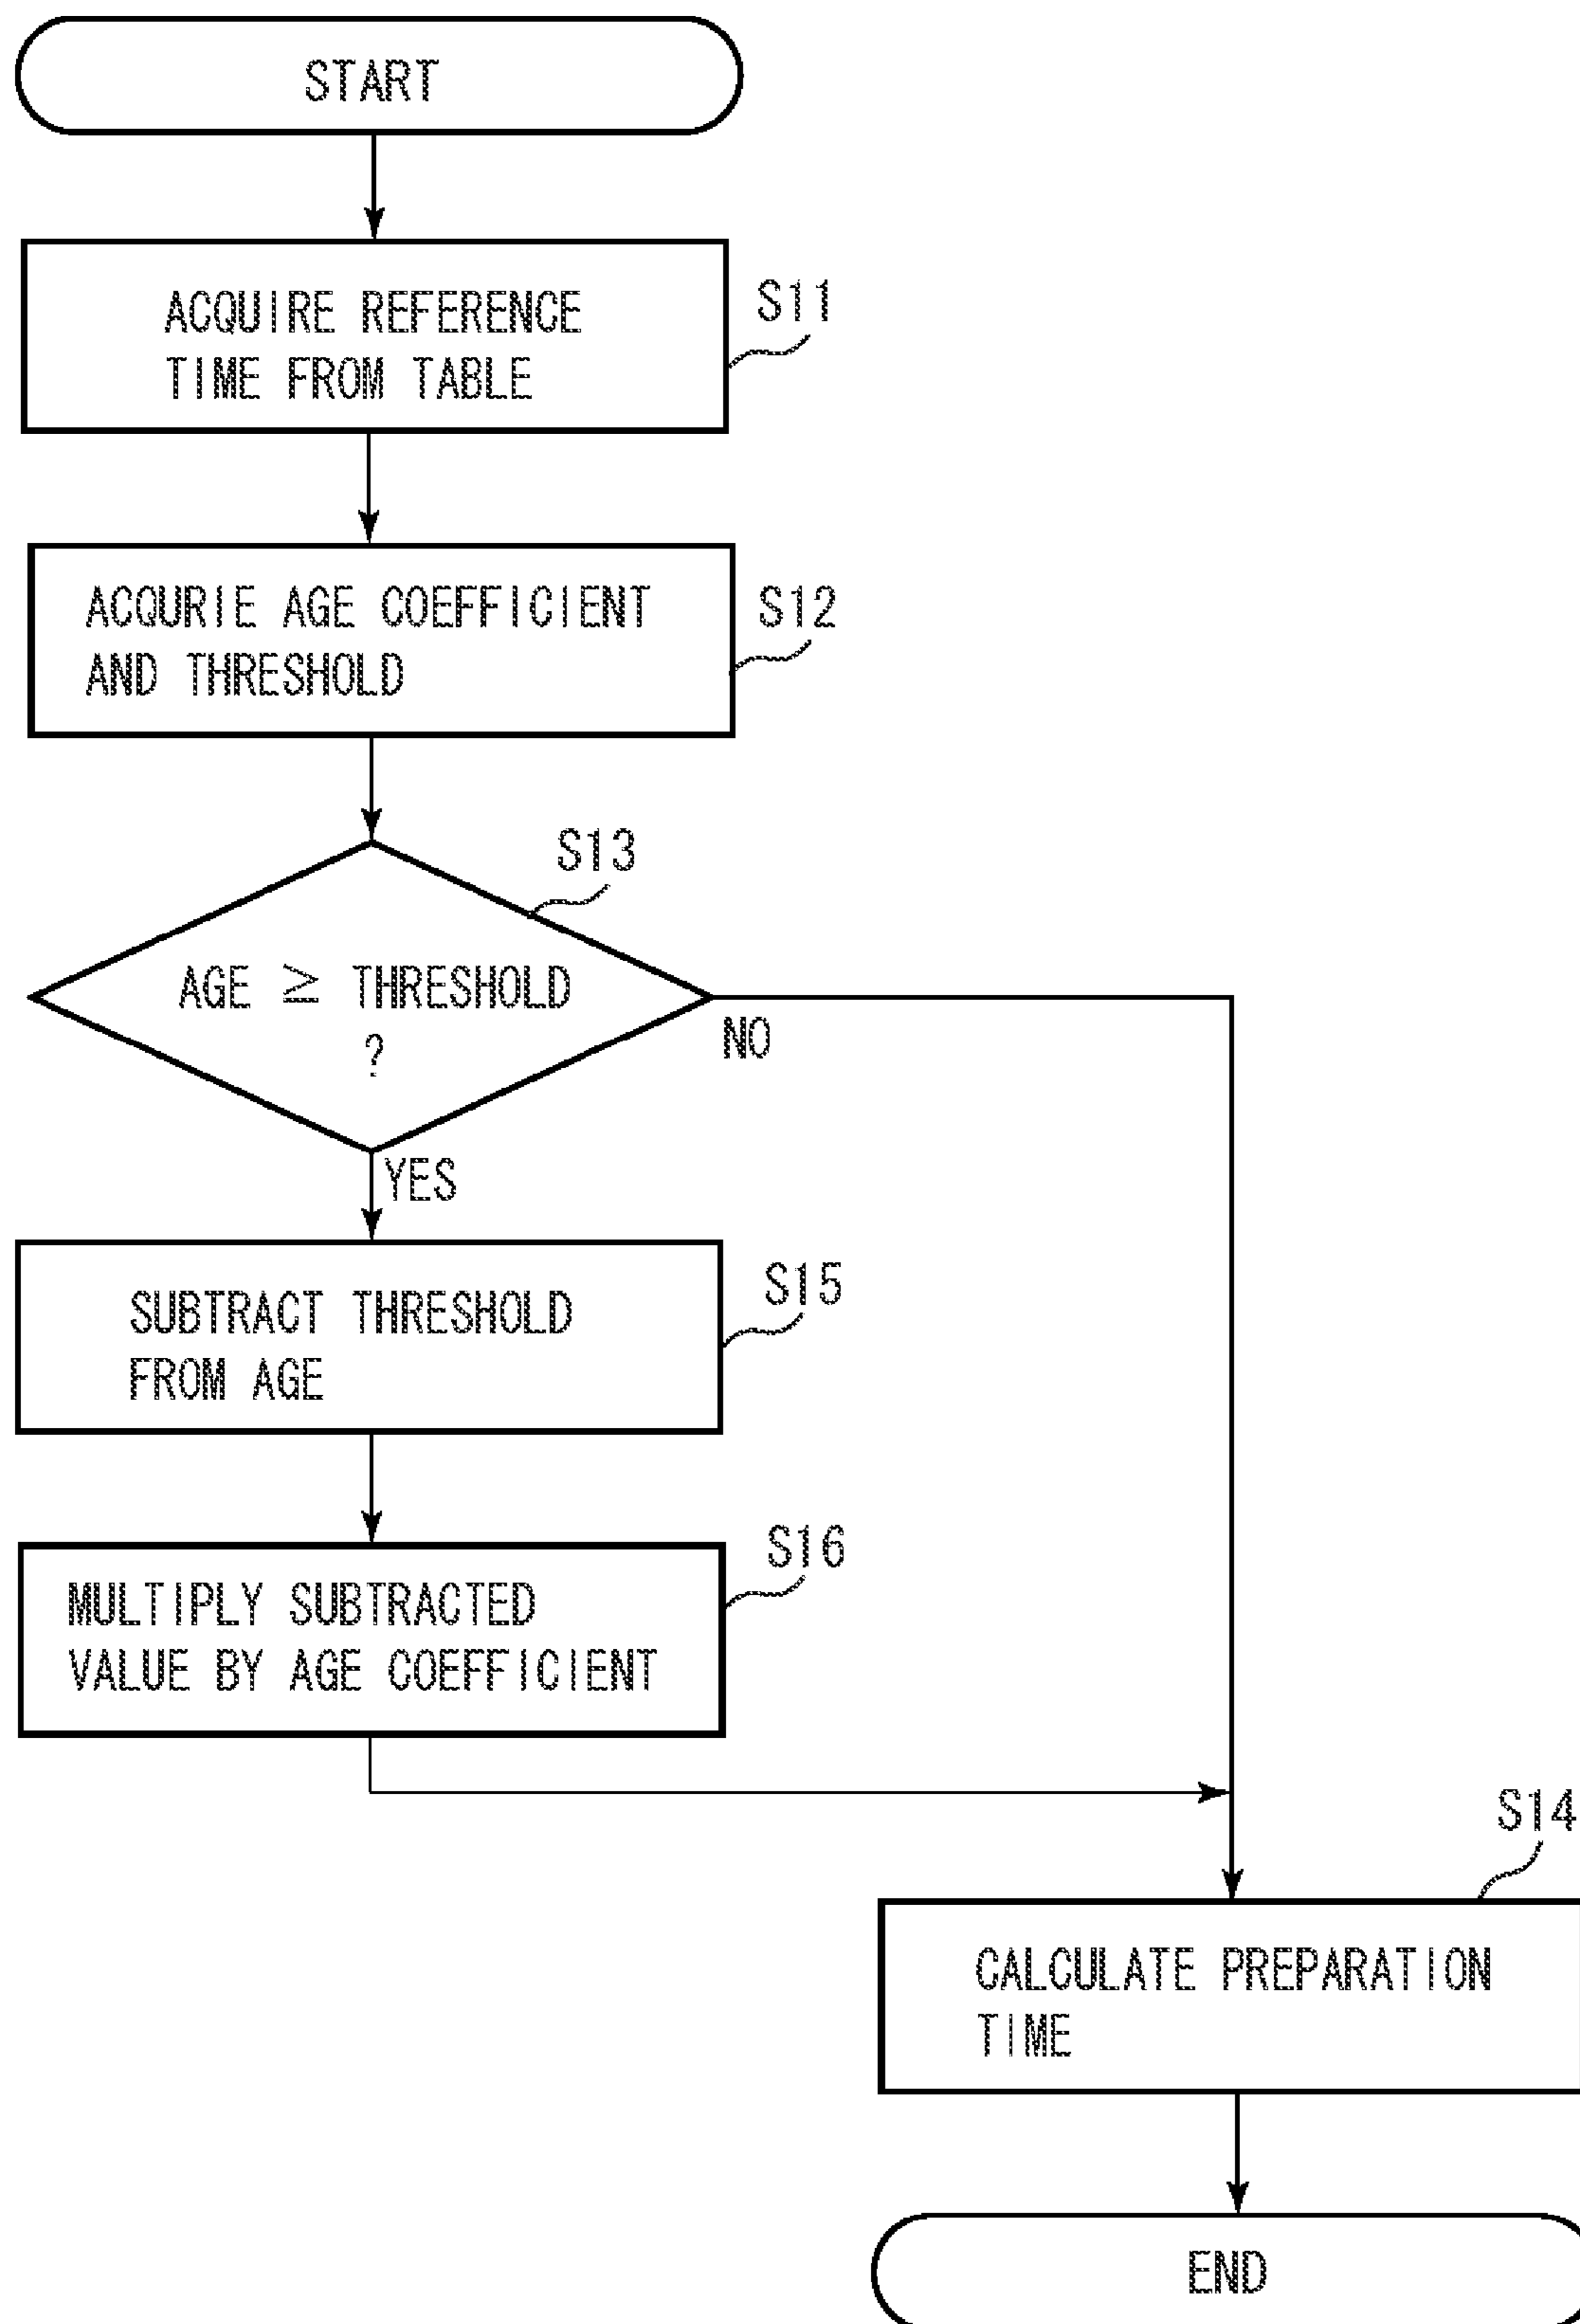 START
ACQUIRE REFERENCE
TIME FROM TABLE
S11
ACQURIE AGE COEFFICIENT
AND THRESHOLD
S12
S13
AGE ≧ THRESHOLD
?
NO
YES
SUBTRACT THRESHOLD
FROM AGE
S15
MULTIPLY SUBTRACTED
VALUE BY AGE COEFFICIENT
S16
S14
CALCULATE PREPARATION
TIME
END